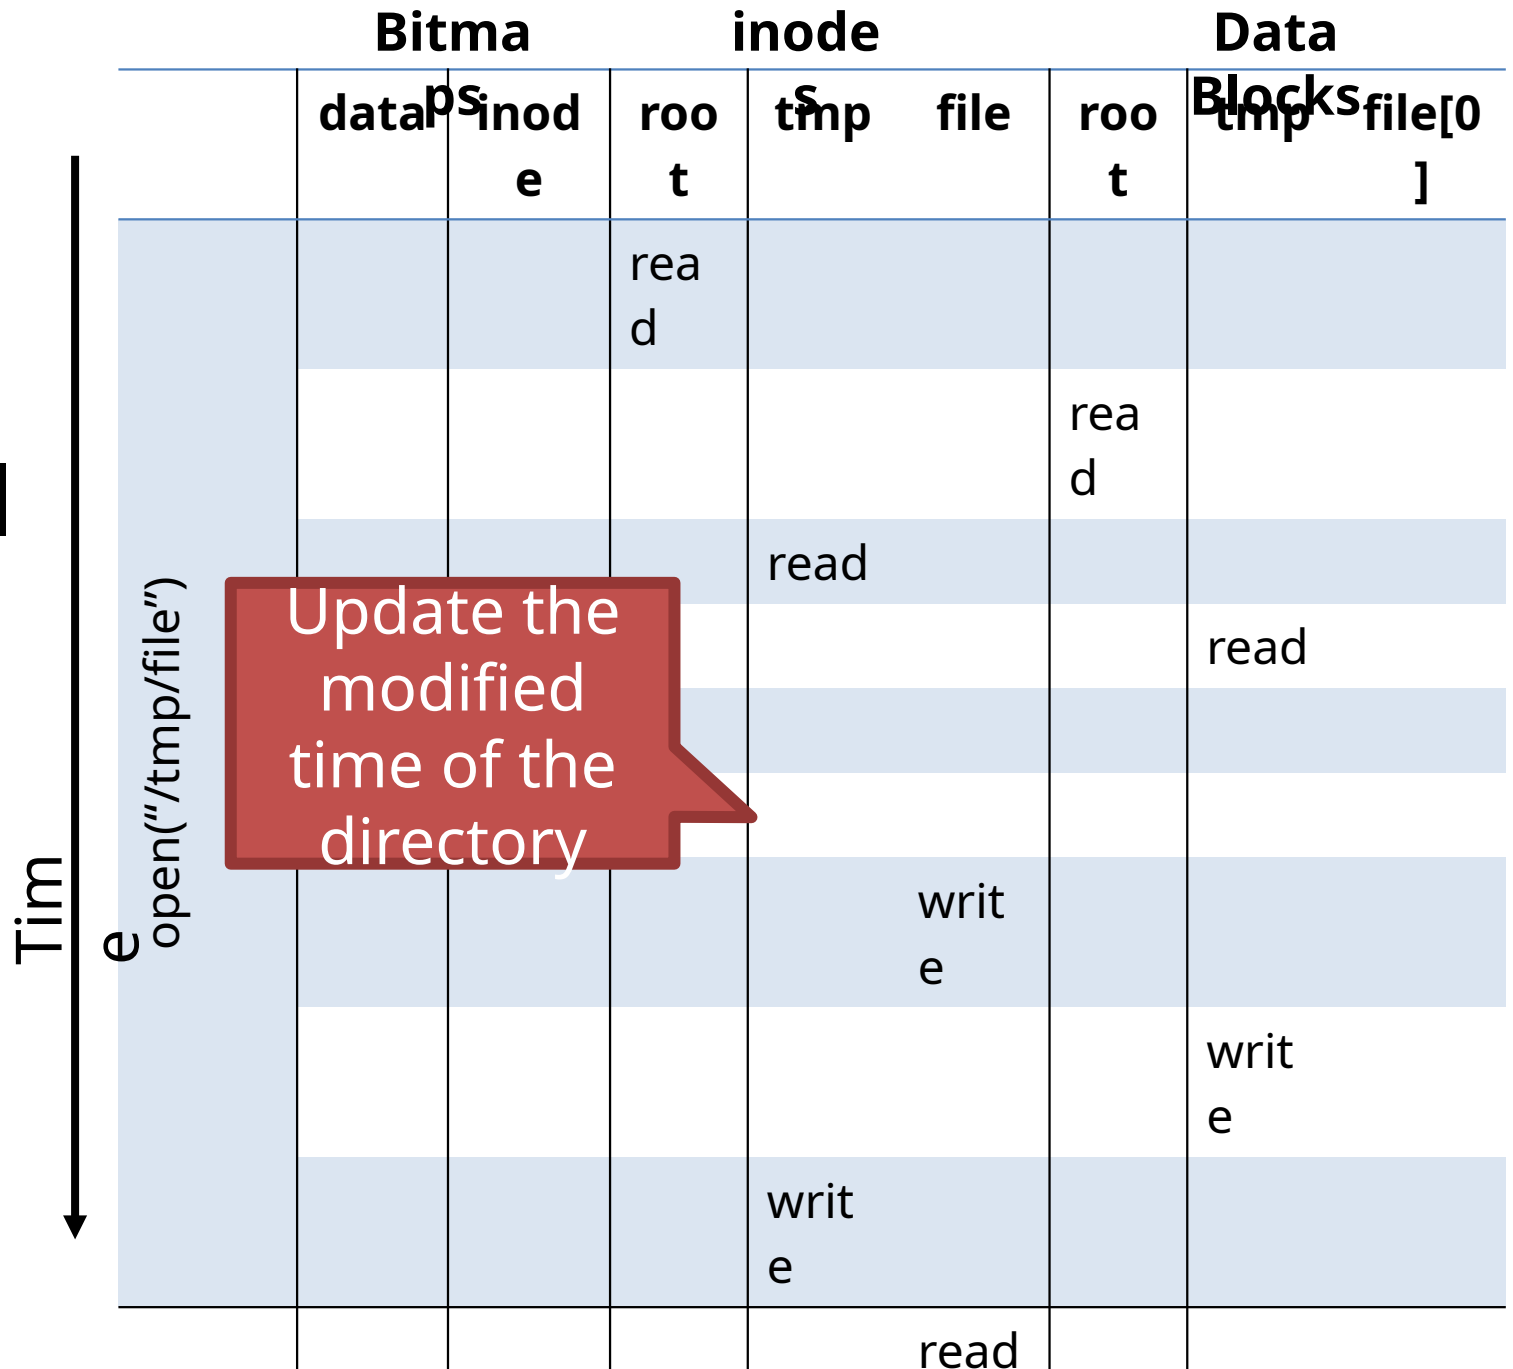 Bitma
ps
inode
s
Data
Blocks
data
inod
e
roo
t
tmp
file
roo
t
tmp
file[0
]
Tim
e
open(“/tmp/file”)
rea
d
rea
d
read
read
Update the
modified
time of the
directory
writ
e
writ
e
writ
e
read